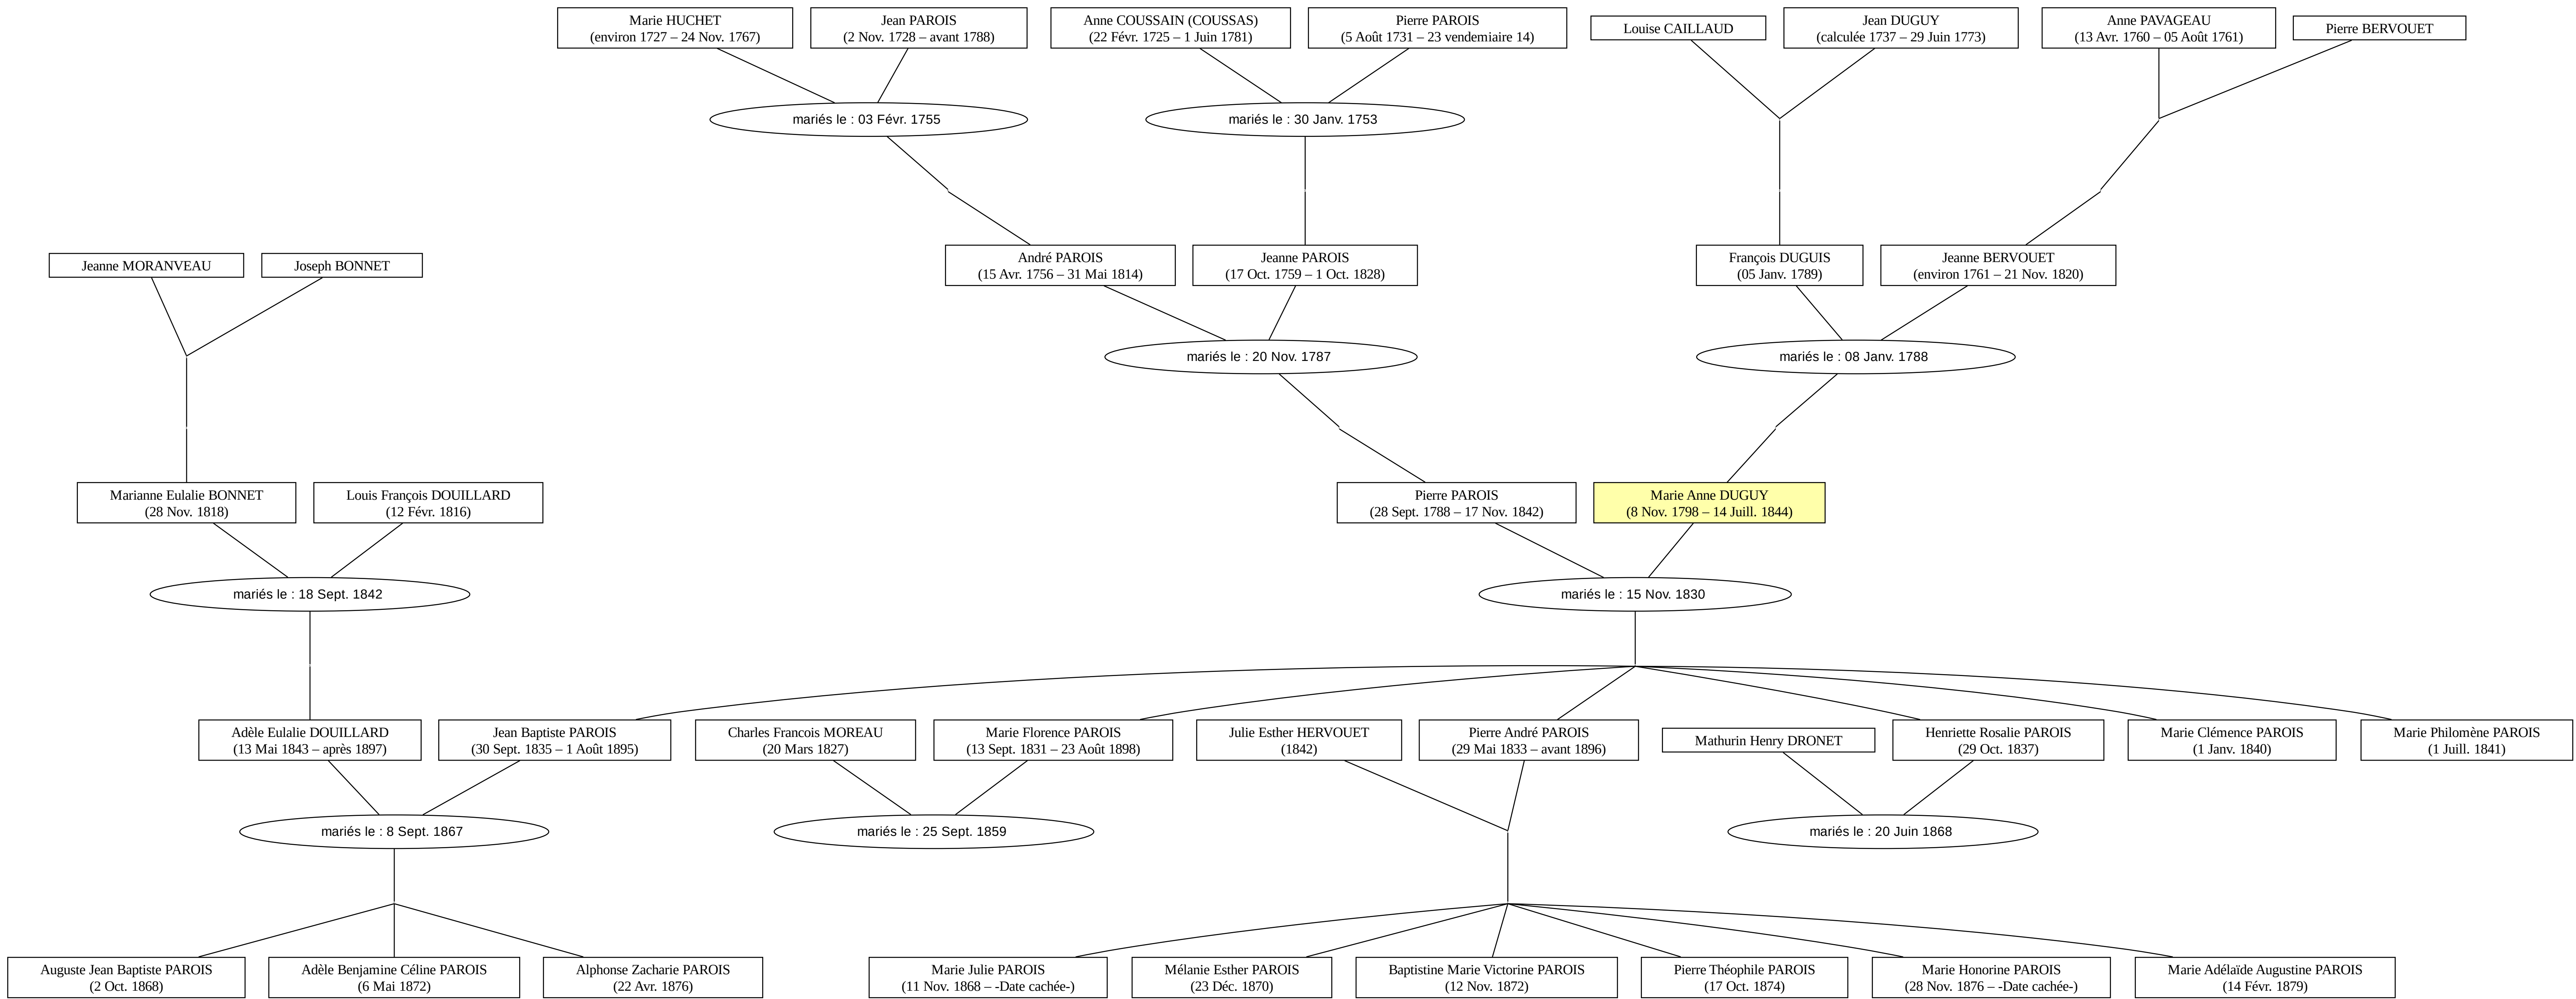 Marie HUCHET
(environ 1727 – 24 Nov. 1767)
Jean PAROIS
(2 Nov. 1728 – avant 1788)
Anne COUSSAIN (COUSSAS)
(22 Févr. 1725 – 1 Juin 1781)
Pierre PAROIS
(5 Août 1731 – 23 vendemiaire 14)
Louise CAILLAUD
Jean DUGUY
(calculée 1737 – 29 Juin 1773)
Anne PAVAGEAU
(13 Avr. 1760 – 05 Août 1761)
Pierre BERVOUET
mariés le : 03 Févr. 1755
mariés le : 30 Janv. 1753
Jeanne MORANVEAU
Joseph BONNET
André PAROIS
(15 Avr. 1756 – 31 Mai 1814)
Jeanne PAROIS
(17 Oct. 1759 – 1 Oct. 1828)
François DUGUIS
(05 Janv. 1789)
Jeanne BERVOUET
(environ 1761 – 21 Nov. 1820)
mariés le : 20 Nov. 1787
mariés le : 08 Janv. 1788
Marianne Eulalie BONNET
(28 Nov. 1818)
Louis François DOUILLARD
(12 Févr. 1816)
Pierre PAROIS
(28 Sept. 1788 – 17 Nov. 1842)
Marie Anne DUGUY
(8 Nov. 1798 – 14 Juill. 1844)
mariés le : 18 Sept. 1842
mariés le : 15 Nov. 1830
Adèle Eulalie DOUILLARD
(13 Mai 1843 – après 1897)
Jean Baptiste PAROIS
(30 Sept. 1835 – 1 Août 1895)
Charles Francois MOREAU
(20 Mars 1827)
Marie Florence PAROIS
(13 Sept. 1831 – 23 Août 1898)
Julie Esther HERVOUET
(1842)
Pierre André PAROIS
(29 Mai 1833 – avant 1896)
Mathurin Henry DRONET
Henriette Rosalie PAROIS
(29 Oct. 1837)
Marie Clémence PAROIS
(1 Janv. 1840)
Marie Philomène PAROIS
(1 Juill. 1841)
mariés le : 8 Sept. 1867
mariés le : 25 Sept. 1859
mariés le : 20 Juin 1868
Auguste Jean Baptiste PAROIS
(2 Oct. 1868)
Adèle Benjamine Céline PAROIS
(6 Mai 1872)
Alphonse Zacharie PAROIS
(22 Avr. 1876)
Marie Julie PAROIS
(11 Nov. 1868 – -Date cachée-)
Mélanie Esther PAROIS
(23 Déc. 1870)
Baptistine Marie Victorine PAROIS
(12 Nov. 1872)
Pierre Théophile PAROIS
(17 Oct. 1874)
Marie Honorine PAROIS
(28 Nov. 1876 – -Date cachée-)
Marie Adélaïde Augustine PAROIS
(14 Févr. 1879)